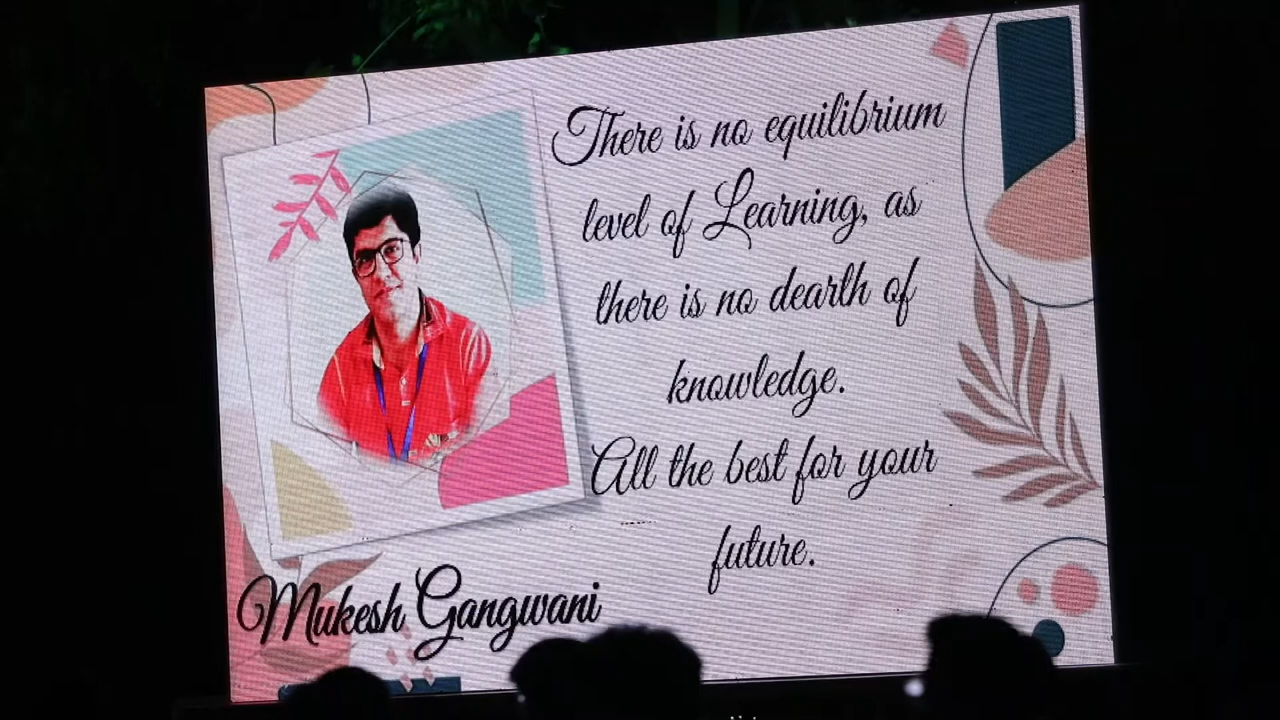 There is no equilibrium
level of Learning, as
there is no dearth of
knowledge.
All the best for your
future.
Mukesh Gangwani